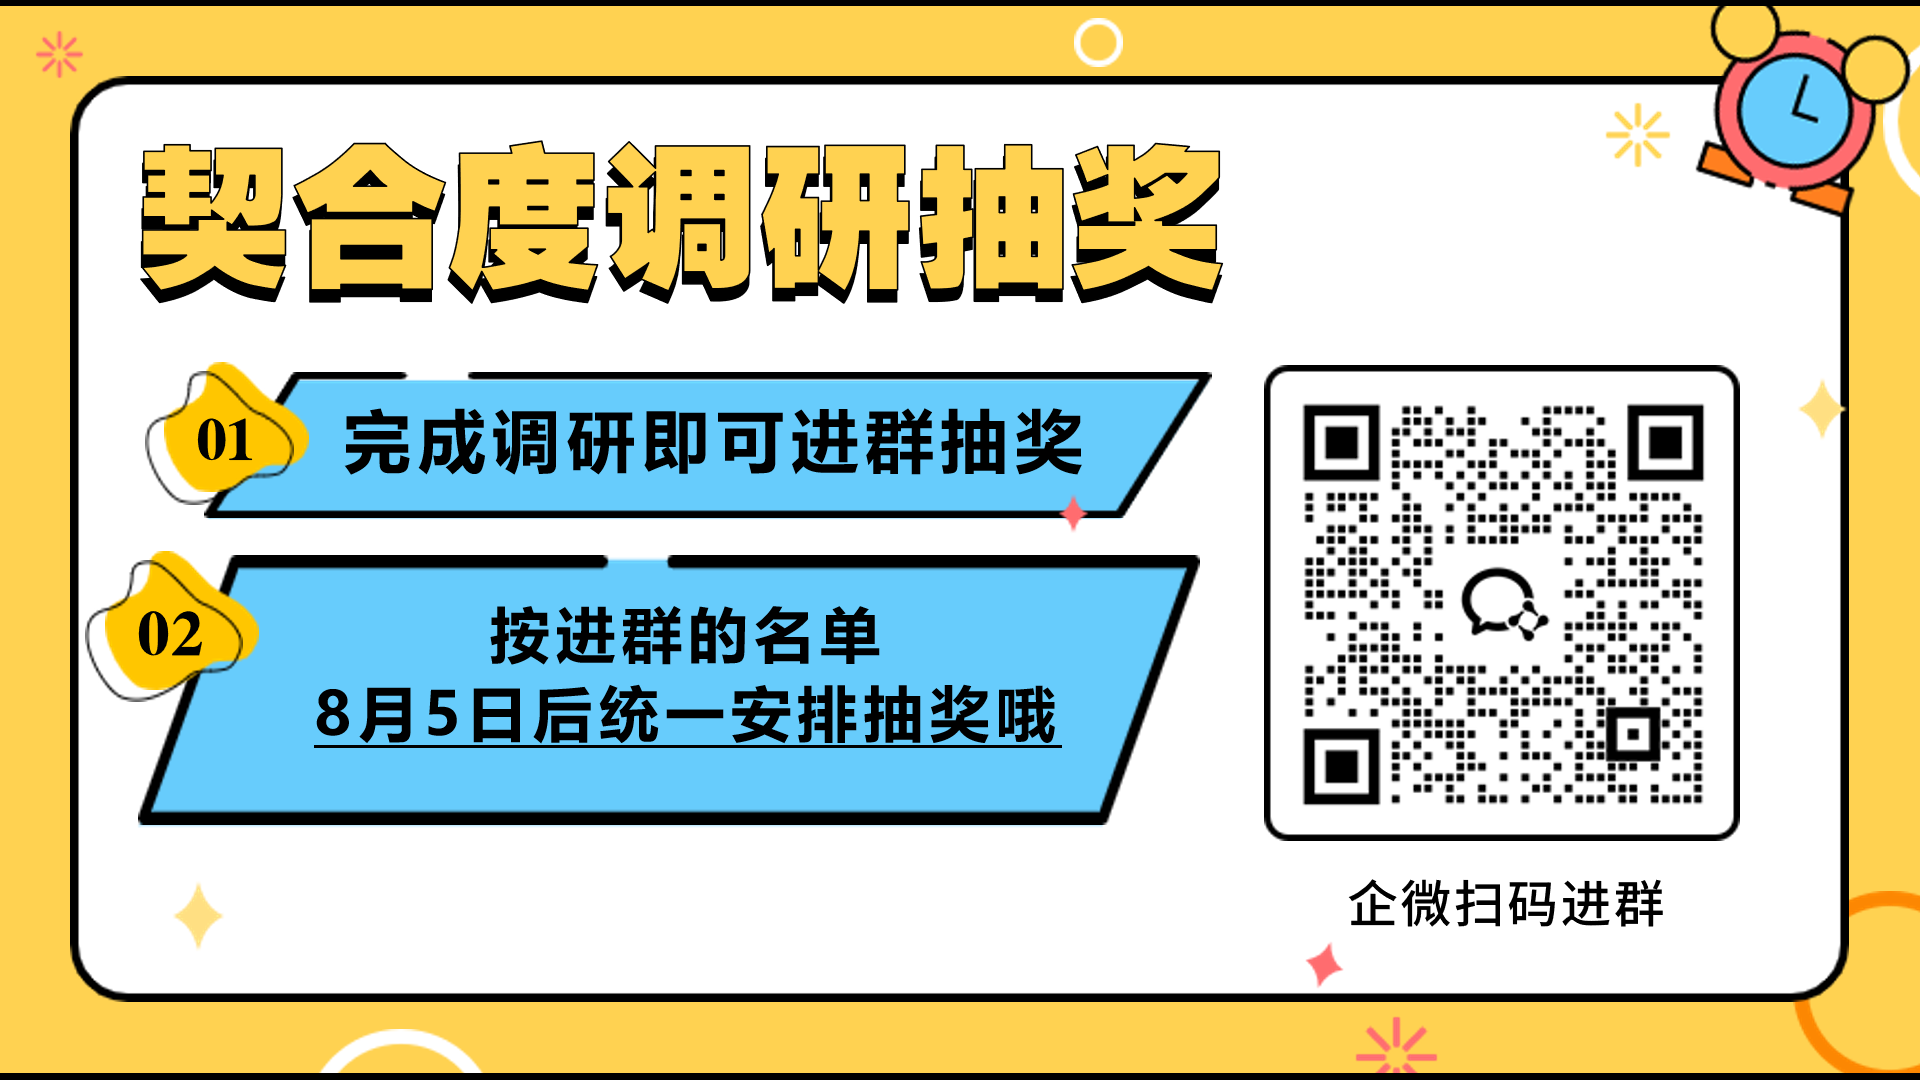 契合度调研抽奖
01
完成调研即可进群抽奖
02
按进群的名单
8月5日后统一安排抽奖哦
企微扫码进群